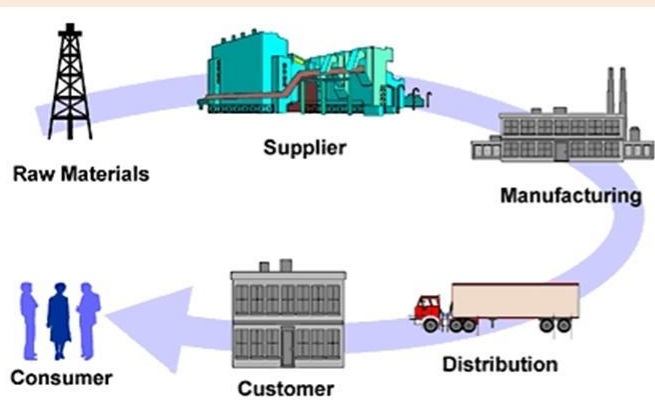 Raw Materials
Supplier
Manufacturing
Distribution
Customer
Consumer